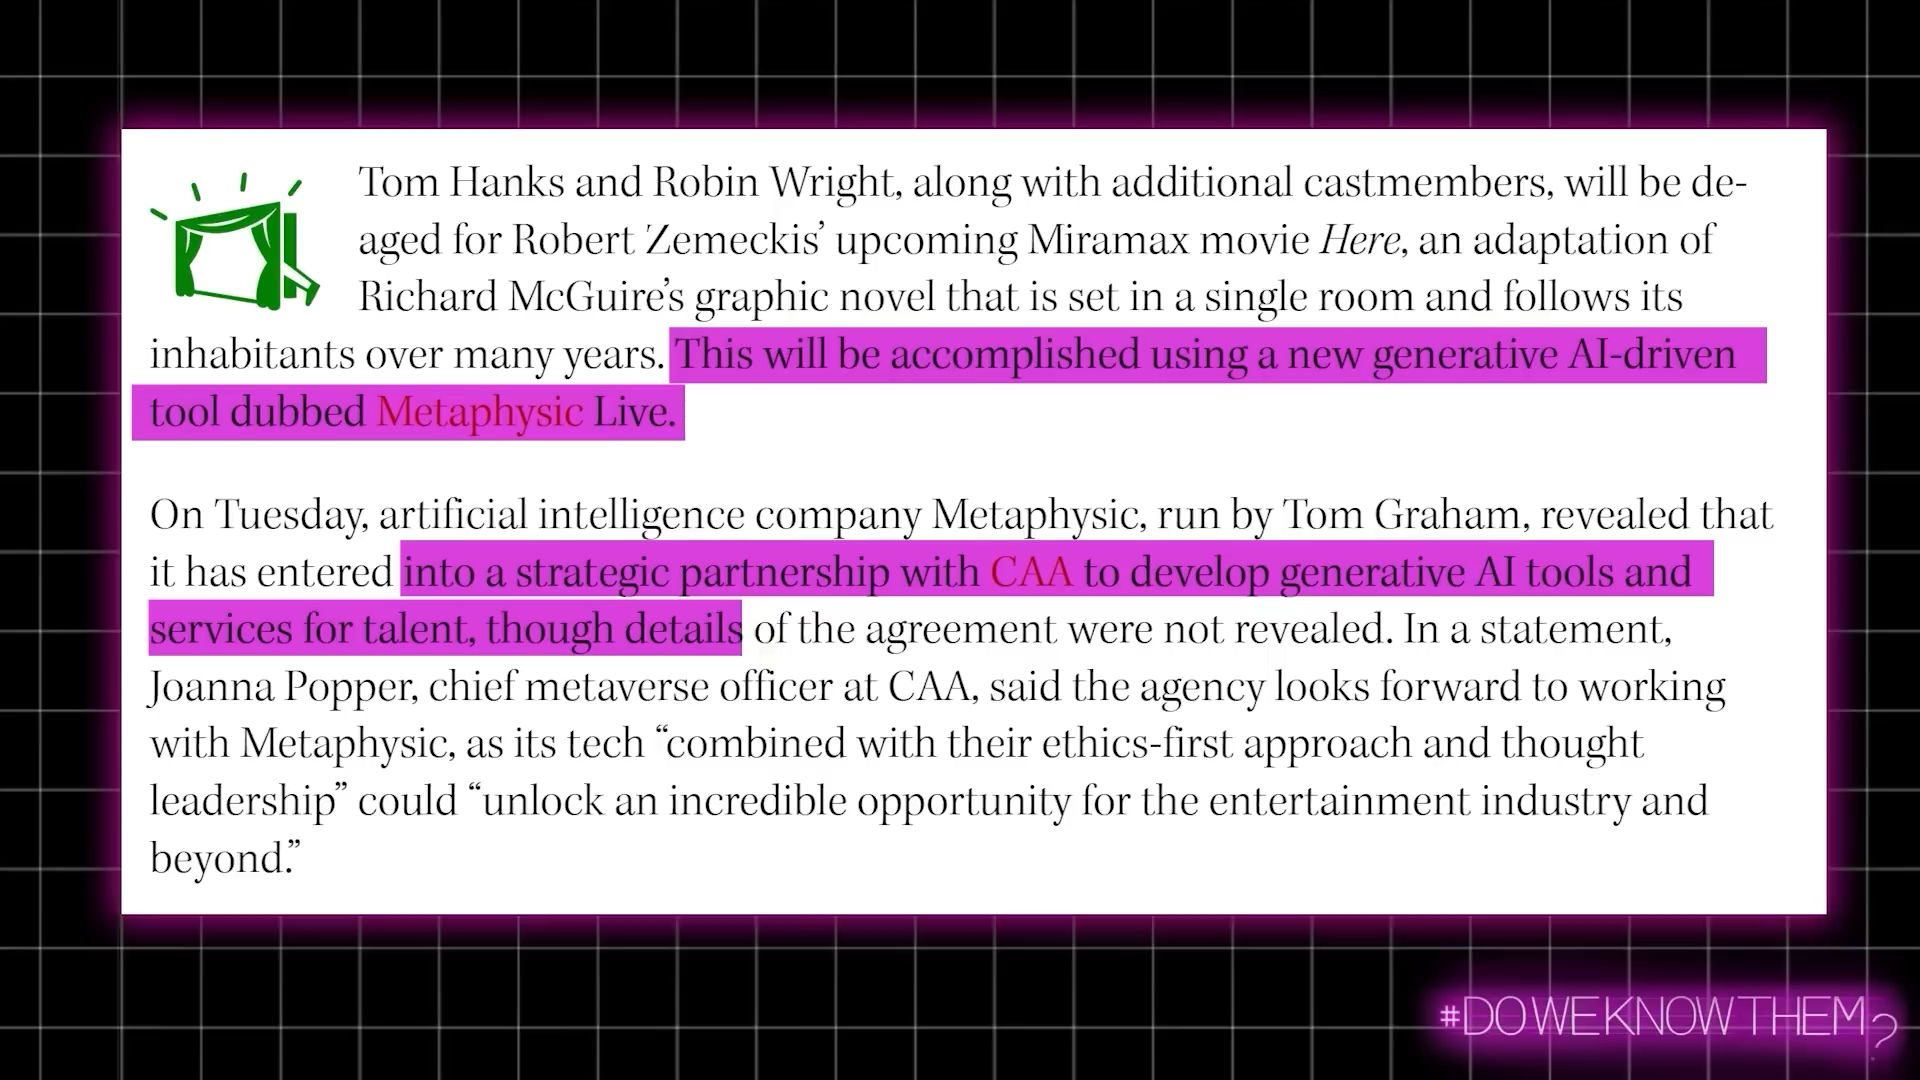 Tom Hanks and Robin Wright, along with additional castmembers, will be de-
aged for Robert Zemeckis’ upcoming Miramax movie Here, an adaptation of
Richard McGuire’s graphic novel that is set in a single room and follows its
inhabitants over many years. This will be accomplished using a new generative AI-driven
tool dubbed Metaphysic Live.
On Tuesday, artificial intelligence company Metaphysic, run by Tom Graham, revealed that
it has entered into a strategic partnership with CAA to develop generative AI tools and
services for talent, though details of the agreement were not revealed. In a statement,
Joanna Popper, chief metaverse officer at CAA, said the agency looks forward to working
with Metaphysic, as its tech “combined with their ethics-first approach and thought
leadership” could “unlock an incredible opportunity for the entertainment industry and
beyond.”
#DOWEKNOWTHEM?